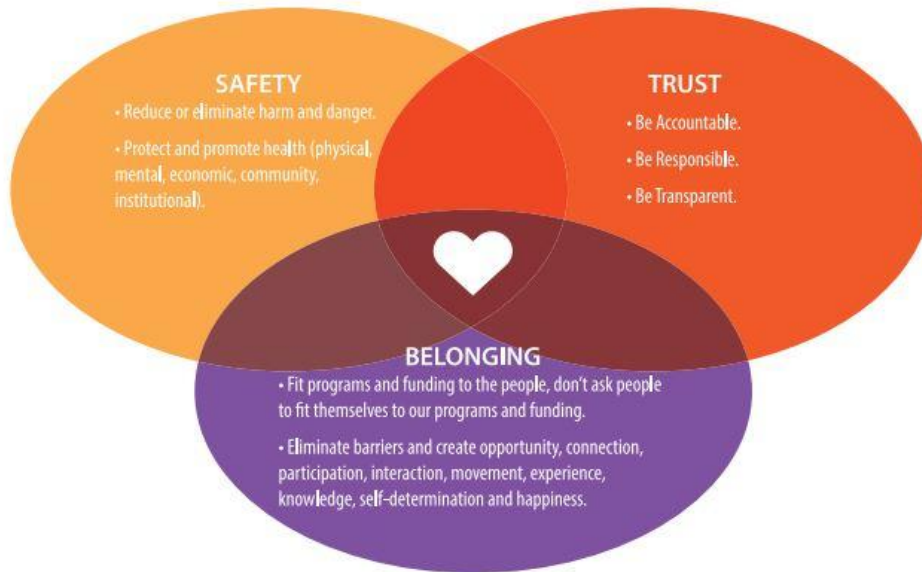 SAFETY
• Reduce or eliminate harm and danger.
• Protect and promote health (physical,
mental, economic, community,
institutional).
TRUST
• Be Accountable.
• Be Responsible.
• Be Transparent.
BELONGING
• Fit programs and funding to the people, don’t ask people
to fit themselves to our programs and funding.
• Eliminate barriers and create opportunity, connection,
participation, interaction, movement, experience,
knowledge, self-determination and happiness.